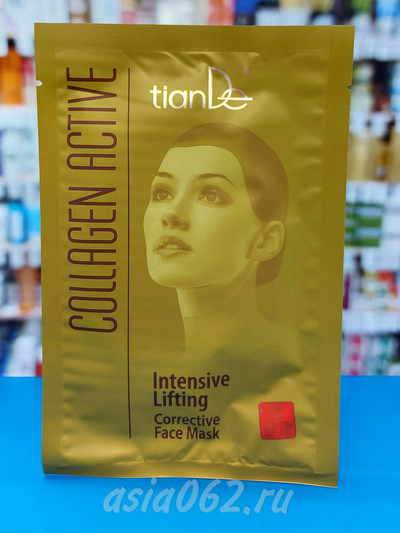 tianDe®
COLLAGEN ACTIVE
Intensive
Lifting
Corrective
Face Mask
asia062.ru